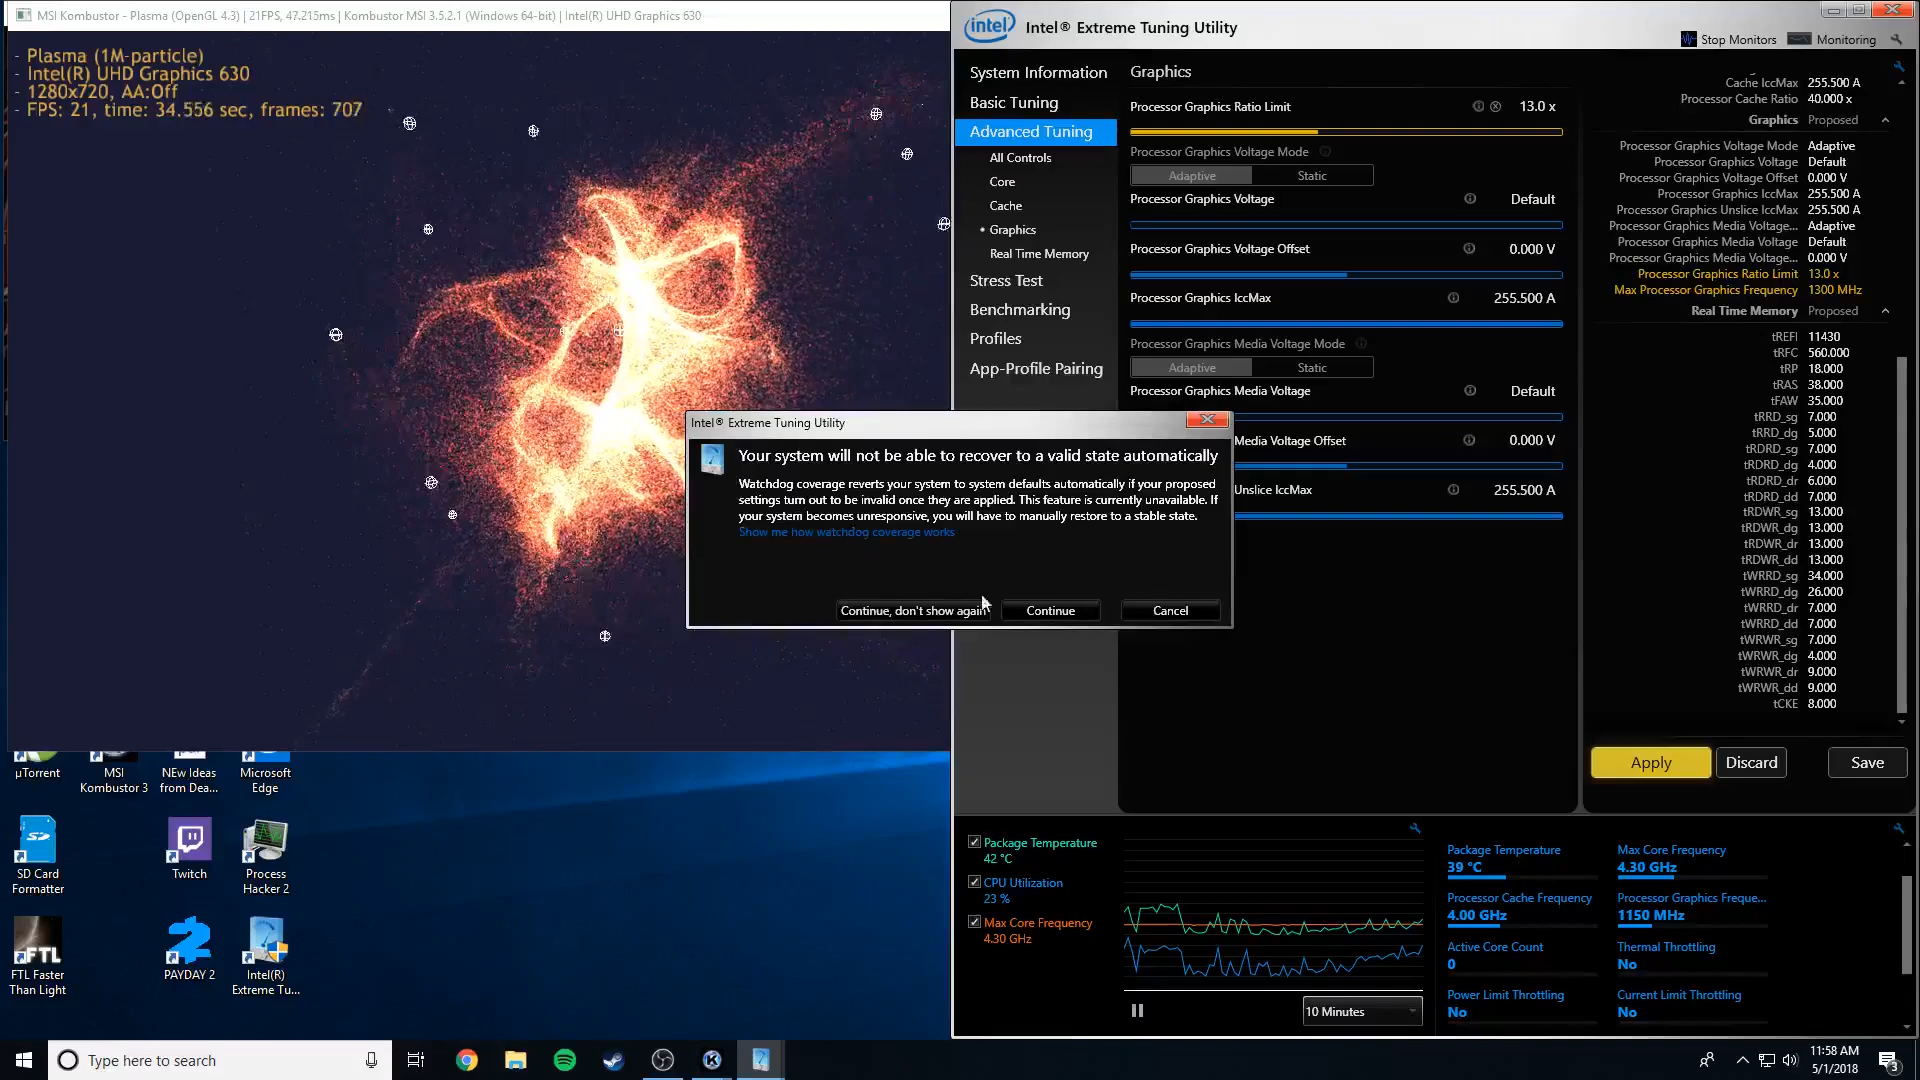 MSI Kombustor - Plasma (OpenGL 4.3) | 21FPS, 47.215ms | Kombustor MSI 3.5.2.1 (Windows 64-bit) | Intel(R) UHD Graphics 630
- Plasma (1M-particle)
- Intel(R) UHD Graphics 630
- 1280x720, AA:Off
- FPS: 21, time: 34.556 sec, frames: 707
intel
Intel® Extreme Tuning Utility
Stop Monitors
Monitoring
System Information
Basic Tuning
Advanced Tuning
All Controls
Core
Cache
• Graphics
Real Time Memory
Stress Test
Benchmarking
Profiles
App-Profile Pairing
Graphics
Processor Graphics Ratio Limit 13.0 x
Processor Graphics Voltage Mode
Adaptive Static
Processor Graphics Voltage Default
Processor Graphics Voltage Offset 0.000 V
Processor Graphics IccMax 255.500 A
Processor Graphics Media Voltage Mode
Adaptive Static
Processor Graphics Media Voltage Default
Media Voltage Offset 0.000 V
Unslice IccMax 255.500 A
Cache IccMax 255.500 A
Processor Cache Ratio 40.000 x
Graphics Proposed
Processor Graphics Voltage Mode Adaptive
Processor Graphics Voltage Default
Processor Graphics Voltage Offset 0.000 V
Processor Graphics IccMax 255.500 A
Processor Graphics Unslice IccMax 255.500 A
Processor Graphics Media Voltage... Adaptive
Processor Graphics Media Voltage Default
Processor Graphics Media Voltage... 0.000 V
Processor Graphics Ratio Limit 13.0 x
Max Processor Graphics Frequency 1300 MHz
Real Time Memory Proposed
tREFI 11430
tRFC 560.000
tRP 18.000
tRAS 38.000
tFAW 35.000
tRRD_sg 7.000
tRRD_dg 5.000
tRDRD_sg 7.000
tRDRD_dg 4.000
tRDRD_dr 6.000
tRDRD_dd 7.000
tRDWR_sg 13.000
tRDWR_dg 13.000
tRDWR_dr 13.000
tRDWR_dd 13.000
tWRRD_sg 34.000
tWRRD_dg 26.000
tWRRD_dr 7.000
tWRRD_dd 7.000
tWRWR_sg 7.000
tWRWR_dg 4.000
tWRWR_dr 9.000
tWRWR_dd 9.000
tCKE 8.000
Apply Discard Save
Intel® Extreme Tuning Utility
Your system will not be able to recover to a valid state automatically
Watchdog coverage reverts your system to system defaults automatically if your proposed
settings turn out to be invalid once they are applied. This feature is currently unavailable. If
your system becomes unresponsive, you will have to manually restore to a stable state.
Show me how watchdog coverage works
Continue, don't show again Continue Cancel
Package Temperature
42 °C
CPU Utilization
23 %
Max Core Frequency
4.30 GHz
10 Minutes
Package Temperature
39 °C
Max Core Frequency
4.30 GHz
Processor Cache Frequency
4.00 GHz
Processor Graphics Freque...
1150 MHz
Active Core Count
0
Thermal Throttling
No
Power Limit Throttling
No
Current Limit Throttling
No
µTorrent
MSI
Kombustor 3
NEw Ideas
from Dea...
Microsoft
Edge
SD
SD Card
Formatter
Twitch
Process
Hacker 2
FTL
FTL Faster
Than Light
PAYDAY 2
Intel(R)
Extreme Tu...
Type here to search
11:58 AM
5/1/2018
3